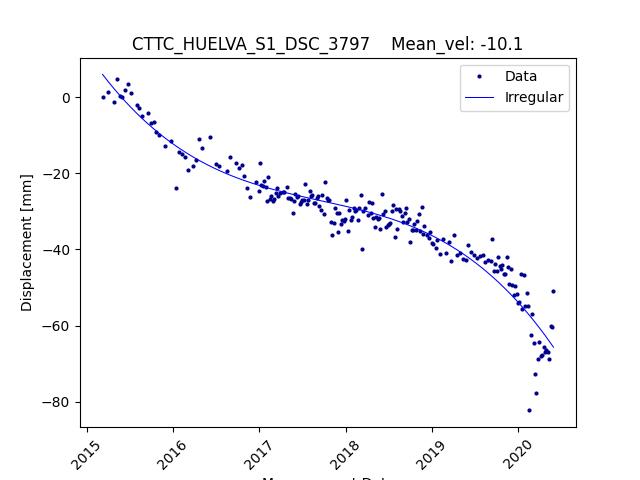 CTTC_HUELVA_S1_DSC_3797    Mean_vel: -10.1
Data
Irregular
Displacement [mm]
0
−20
−40
−60
−80
2015
2016
2017
2018
2019
2020